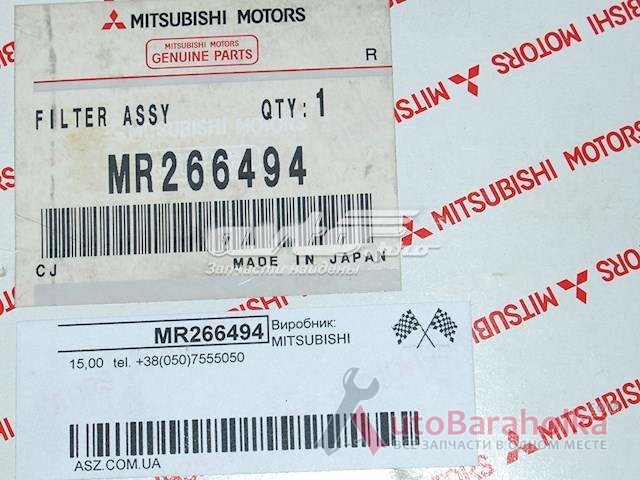 MITSUBISHI MOTORS
MITSUBISHI MOTORS
GENUINE PARTS
R
FILTER ASSY QTY:1
MITSUBISHI MOTORS
MR266494
CJ MADE IN JAPAN
Запчасти найдены
MR266494
Виробник:
MITSUBISHI
15,00 tel. +38(050)7555050
ASZ.COM.UA
AutoBaraholka
ВСЕ ЗАПЧАСТИ В ОДНОМ МЕСТЕ
MITSUBISHI MOTORS
MITSUBISHI MOTORS
MITSUBISHI MOTORS